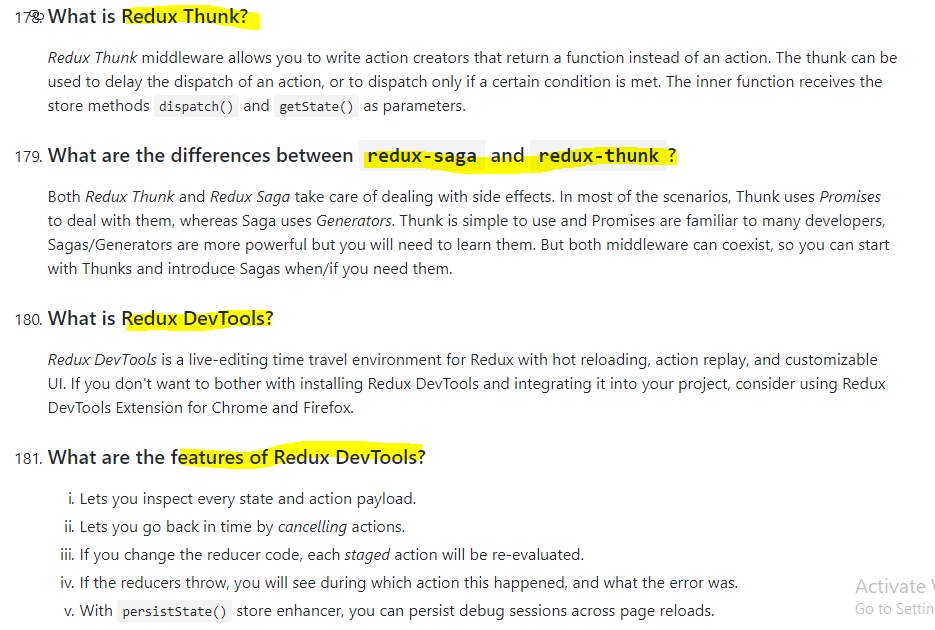 178. What is Redux Thunk?
Redux Thunk middleware allows you to write action creators that return a function instead of an action. The thunk can be
used to delay the dispatch of an action, or to dispatch only if a certain condition is met. The inner function receives the
store methods dispatch() and getState() as parameters.
179. What are the differences between redux-saga and redux-thunk ?
Both Redux Thunk and Redux Saga take care of dealing with side effects. In most of the scenarios, Thunk uses Promises
to deal with them, whereas Saga uses Generators. Thunk is simple to use and Promises are familiar to many developers,
Sagas/Generators are more powerful but you will need to learn them. But both middleware can coexist, so you can start
with Thunks and introduce Sagas when/if you need them.
180. What is Redux DevTools?
Redux DevTools is a live-editing time travel environment for Redux with hot reloading, action replay, and customizable
UI. If you don't want to bother with installing Redux DevTools and integrating it into your project, consider using Redux
DevTools Extension for Chrome and Firefox.
181. What are the features of Redux DevTools?
i. Lets you inspect every state and action payload.
ii. Lets you go back in time by cancelling actions.
iii. If you change the reducer code, each staged action will be re-evaluated.
iv. If the reducers throw, you will see during which action this happened, and what the error was.
v. With persistState() store enhancer, you can persist debug sessions across page reloads.
Activate
Go to Settin